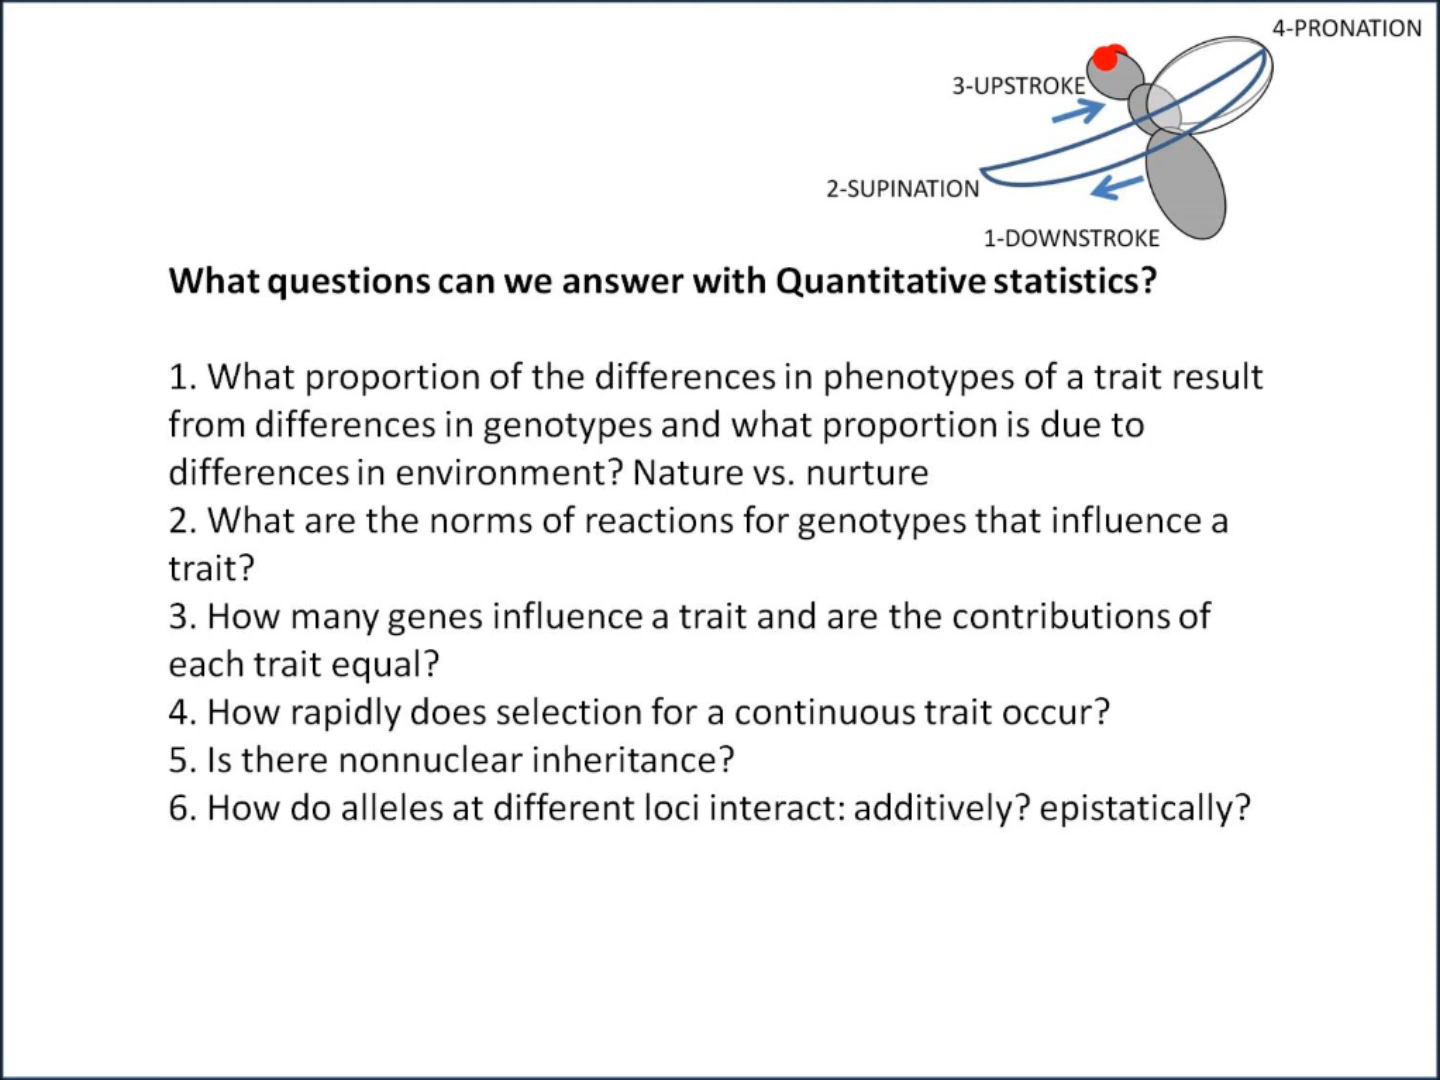 4-PRONATION
3-UPSTROKE
2-SUPINATION
1-DOWNSTROKE
What questions can we answer with Quantitative statistics?
1. What proportion of the differences in phenotypes of a trait result
from differences in genotypes and what proportion is due to
differences in environment? Nature vs. nurture
2. What are the norms of reactions for genotypes that influence a
trait?
3. How many genes influence a trait and are the contributions of
each trait equal?
4. How rapidly does selection for a continuous trait occur?
5. Is there nonnuclear inheritance?
6. How do alleles at different loci interact: additively? epistatically?